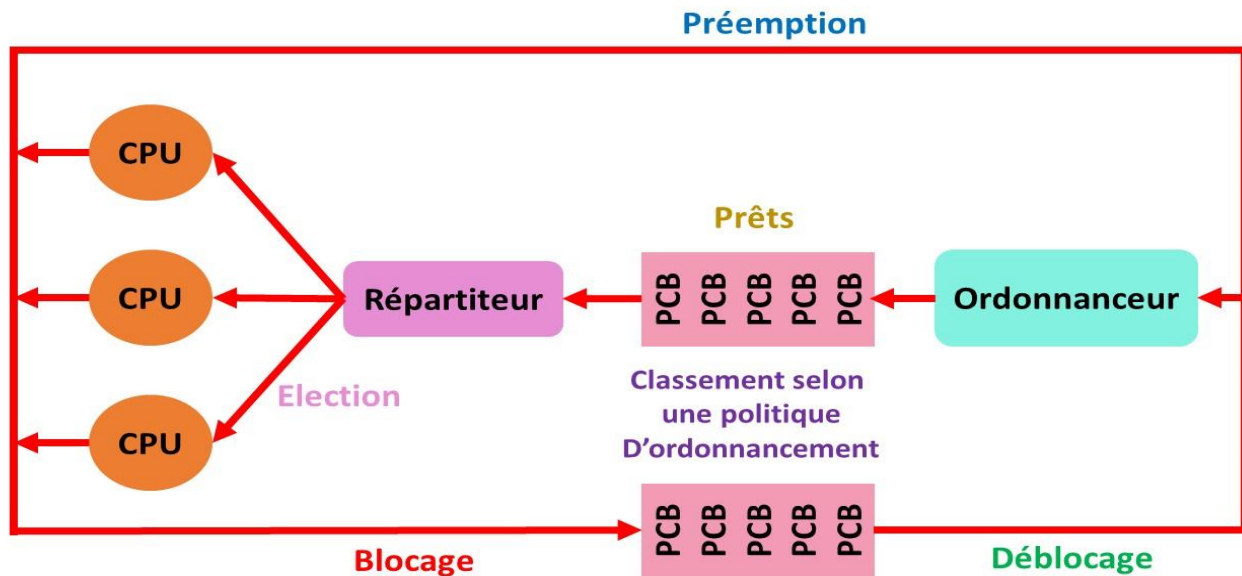 Préemption
CPU
CPU
CPU
Répartiteur
Election
Prêts
PCB PCB PCB PCB PCB
Ordonnanceur
Classement selon
une politique
D'ordonnancement
PCB PCB PCB PCB PCB
Blocage
Déblocage